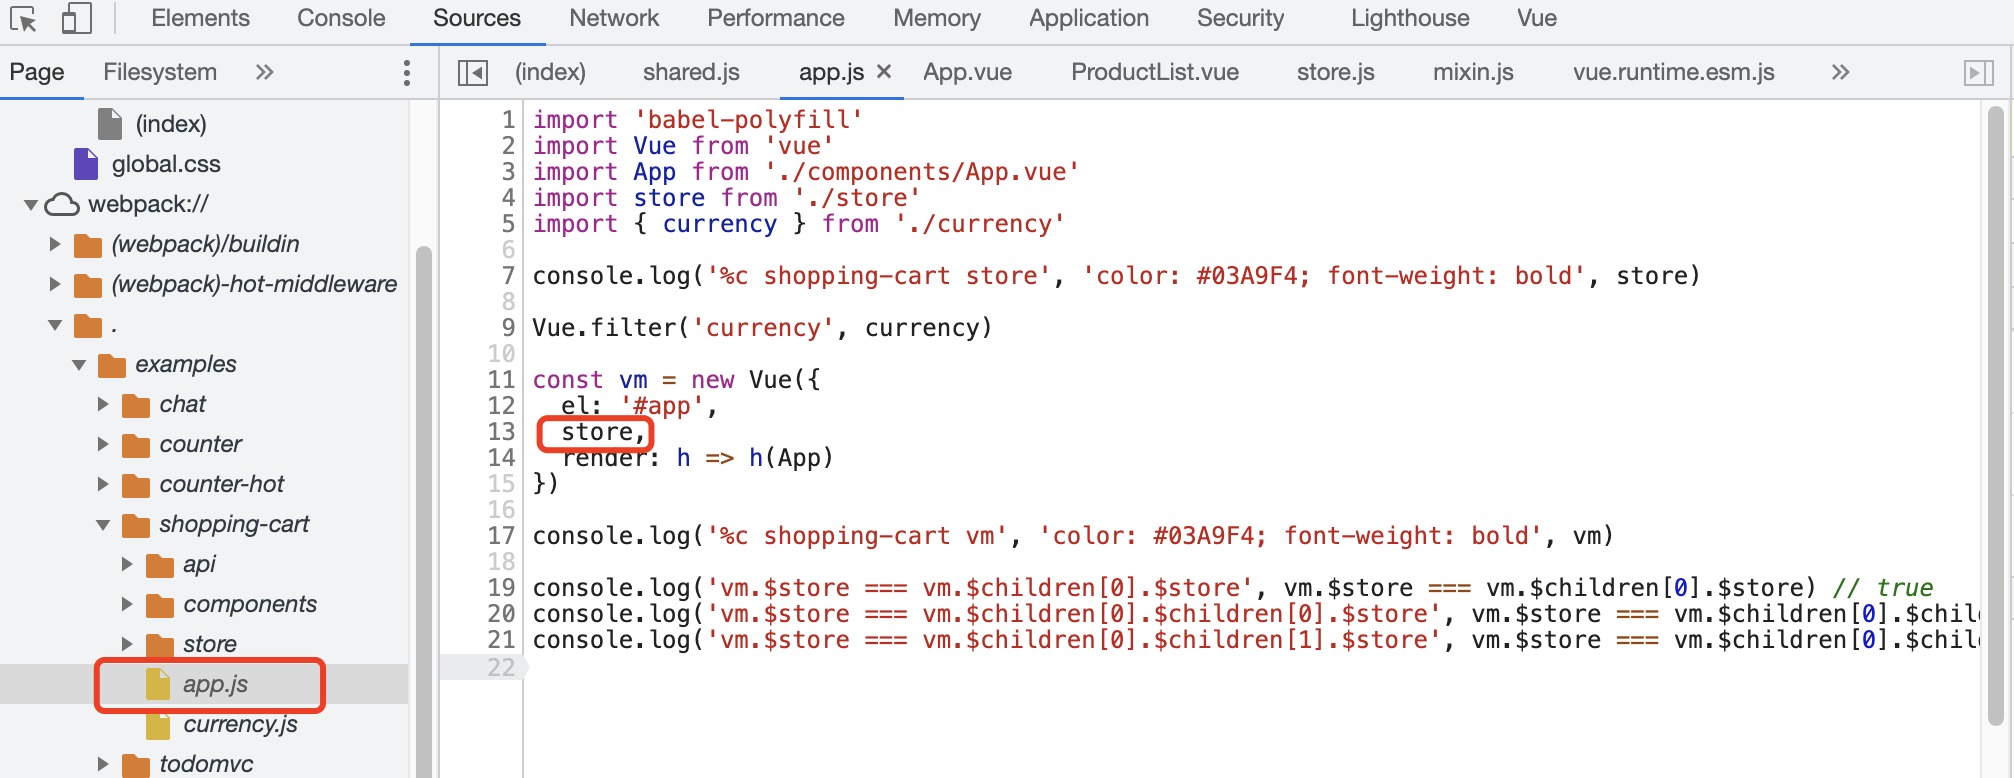 Elements Console Sources Network Performance Memory Application Security Lighthouse Vue
Page Filesystem »
(index) shared.js app.js × App.vue ProductList.vue store.js mixin.js vue.runtime.esm.js »
(index)
global.css
webpack://
(webpack)/buildin
(webpack)-hot-middleware
.
examples
chat
counter
counter-hot
shopping-cart
api
components
store
app.js
currency.js
todomvc
1 import 'babel-polyfill'
2 import Vue from 'vue'
3 import App from './components/App.vue'
4 import store from './store'
5 import { currency } from './currency'
6
7 console.log('%c shopping-cart store', 'color: #03A9F4; font-weight: bold', store)
8
9 Vue.filter('currency', currency)
10
11 const vm = new Vue({
12   el: '#app',
13   store,
14   render: h => h(App)
15 })
16
17 console.log('%c shopping-cart vm', 'color: #03A9F4; font-weight: bold', vm)
18
19 console.log('vm.$store === vm.$children[0].$store', vm.$store === vm.$children[0].$store) // true
20 console.log('vm.$store === vm.$children[0].$children[0].$store', vm.$store === vm.$children[0].$chil
21 console.log('vm.$store === vm.$children[0].$children[1].$store', vm.$store === vm.$children[0].$chil
22